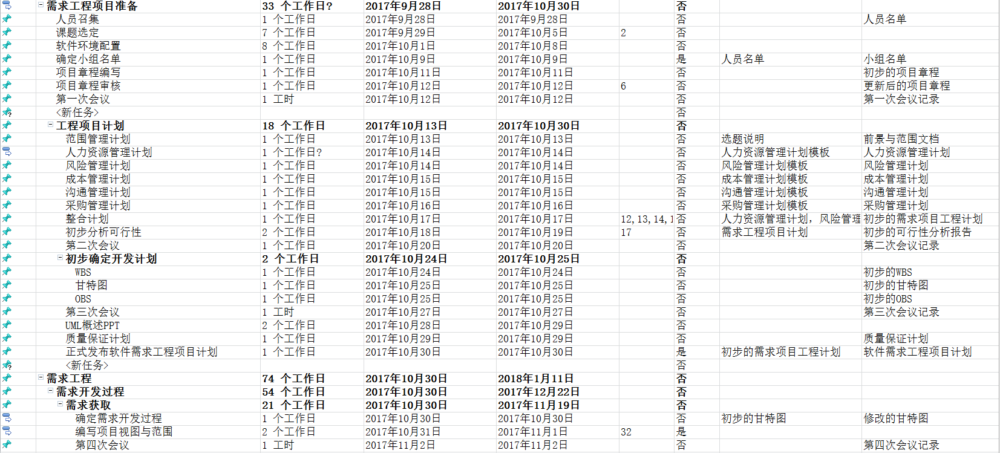 需求工程项目准备 33 个工作日? 2017年9月28日 2017年10月30日 否
人员召集 1 个工作日 2017年9月28日 2017年9月28日 否 人员名单
课题选定 7 个工作日 2017年9月29日 2017年10月5日 2 否
软件环境配置 8 个工作日 2017年10月1日 2017年10月8日 否
确定小组名单 1 个工作日 2017年10月9日 2017年10月9日 是 人员名单 小组名单
项目章程编写 1 个工作日 2017年10月11日 2017年10月11日 否 初步的项目章程
项目章程审核 1 个工作日 2017年10月12日 2017年10月12日 6 否 更新后的项目章程
第一次会议 1 工时 2017年10月12日 2017年10月12日 否 第一次会议记录
<新任务> 否
工程项目计划 18 个工作日 2017年10月13日 2017年10月30日 否
范围管理计划 1 个工作日 2017年10月13日 2017年10月13日 否 选题说明 前景与范围文档
人力资源管理计划 1 个工作日? 2017年10月14日 2017年10月14日 否 人力资源管理计划模板 人力资源管理计划
风险管理计划 1 个工作日 2017年10月14日 2017年10月14日 否 风险管理计划模板 风险管理计划
成本管理计划 1 个工作日 2017年10月15日 2017年10月15日 否 成本管理计划模板 成本管理计划
沟通管理计划 1 个工作日 2017年10月15日 2017年10月15日 否 沟通管理计划模板 沟通管理计划
采购管理计划 1 个工作日 2017年10月16日 2017年10月16日 否 采购管理计划模板 采购管理计划
整合计划 1 个工作日 2017年10月17日 2017年10月17日 12,13,14,1 否 人力资源管理计划，风险管理 初步的需求项目工程计划
初步分析可行性 2 个工作日 2017年10月18日 2017年10月19日 17 否 需求工程项目计划 初步的可行性分析报告
第二次会议 1 个工作日 2017年10月20日 2017年10月20日 否 第二次会议记录
初步确定开发计划 2 个工作日 2017年10月24日 2017年10月25日 否
WBS 1 个工作日 2017年10月24日 2017年10月24日 否 初步的WBS
甘特图 1 个工作日 2017年10月25日 2017年10月25日 否 初步的甘特图
OBS 1 个工作日 2017年10月25日 2017年10月25日 否 初步的OBS
第三次会议 1 工时 2017年10月27日 2017年10月27日 否 第三次会议记录
UML概述PPT 2 个工作日 2017年10月28日 2017年10月29日 否
质量保证计划 1 个工作日 2017年10月29日 2017年10月29日 否 质量保证计划
正式发布软件需求工程项目计划 1 个工作日 2017年10月30日 2017年10月30日 是 初步的需求项目工程计划 软件需求工程项目计划
<新任务> 否
需求工程 74 个工作日 2017年10月30日 2018年1月11日 否
需求开发过程 54 个工作日 2017年10月30日 2017年12月22日 否
需求获取 21 个工作日 2017年10月30日 2017年11月19日 否
确定需求开发过程 1 个工作日 2017年10月30日 2017年10月30日 否 初步的甘特图 修改的甘特图
编写项目视图与范围 2 个工作日 2017年10月31日 2017年11月1日 32 是
第四次会议 1 工时 2017年11月2日 2017年11月2日 否 第四次会议记录